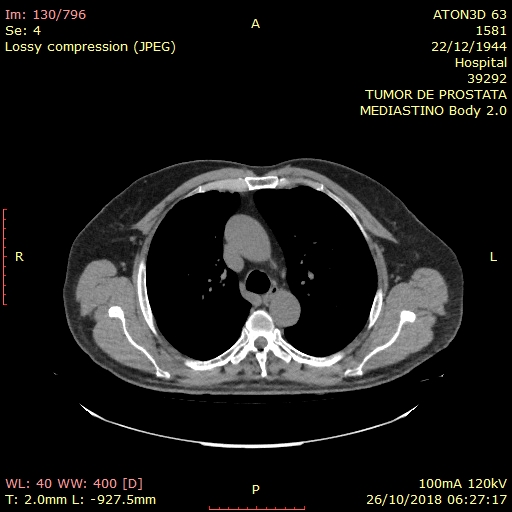 Im: 130/796
Se: 4
Lossy compression (JPEG)
A
ATON3D 63
1581
22/12/1944
Hospital
39292
TUMOR DE PROSTATA
MEDIASTINO Body 2.0
R
L
WL: 40 WW: 400 [D]
T: 2.0mm L: -927.5mm
P
100mA 120kV
26/10/2018 06:27:17